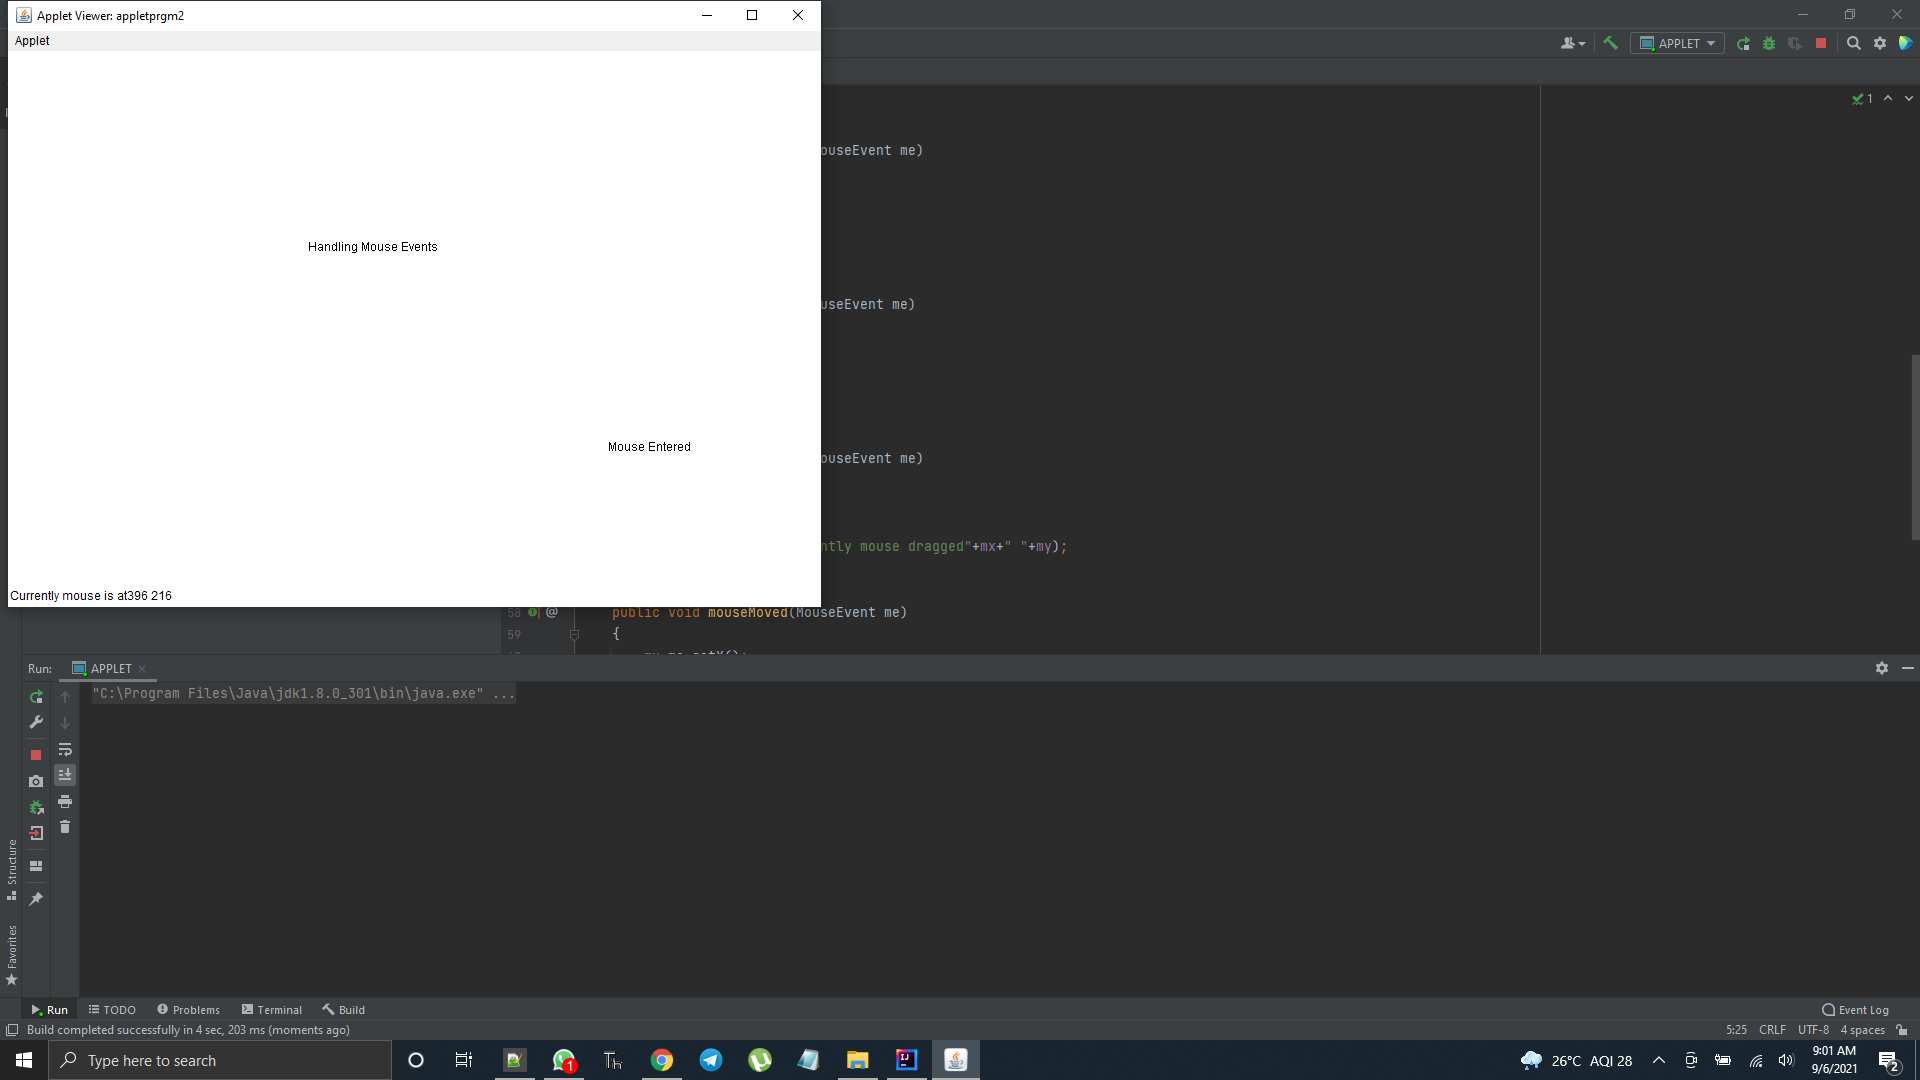 Applet Viewer: appletprgm2
Applet
APPLET
1
ouseEvent me)
Handling Mouse Events
useEvent me)
Mouse Entered
ouseEvent me)
ntly mouse dragged"+mx+" "+my);
Currently mouse is at396 216
58 @ public void mouseMoved(MouseEvent me)
59 {
Run: APPLET
"C:\Program Files\Java\jdk1.8.0_301\bin\java.exe" ...
Structure
Favorites
Run TODO Problems Terminal Build Event Log
Build completed successfully in 4 sec, 203 ms (moments ago) 5:25 CRLF UTF-8 4 spaces
Type here to search 1 Th 26°C AQI 28 9:01 AM
9/6/2021 2